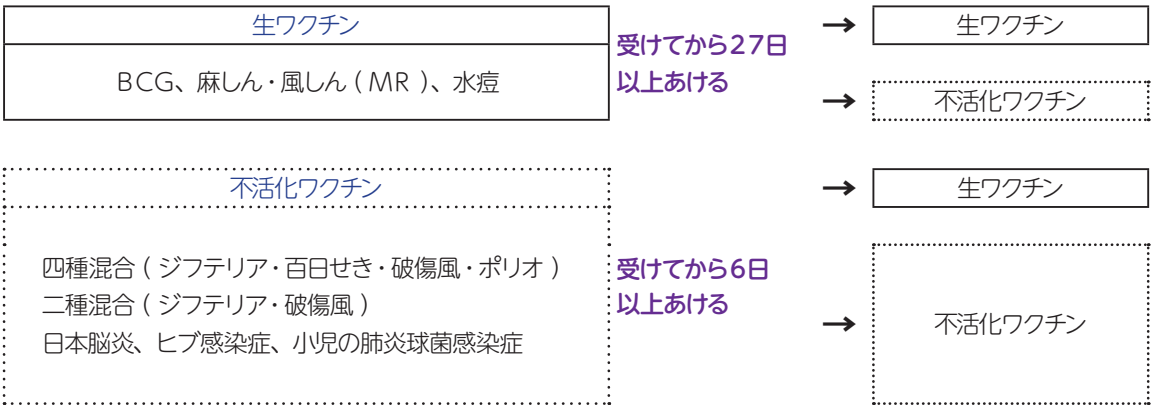 生ワクチン
BCG、麻しん・風しん ( MR )、水痘
受けてから27日
以上あける
→ 生ワクチン
→ 不活化ワクチン
不活化ワクチン
四種混合 ( ジフテリア・百日せき・破傷風・ポリオ )
二種混合 ( ジフテリア・破傷風 )
日本脳炎、ヒブ感染症、小児の肺炎球菌感染症
受けてから6日
以上あける
→ 生ワクチン
→ 不活化ワクチン